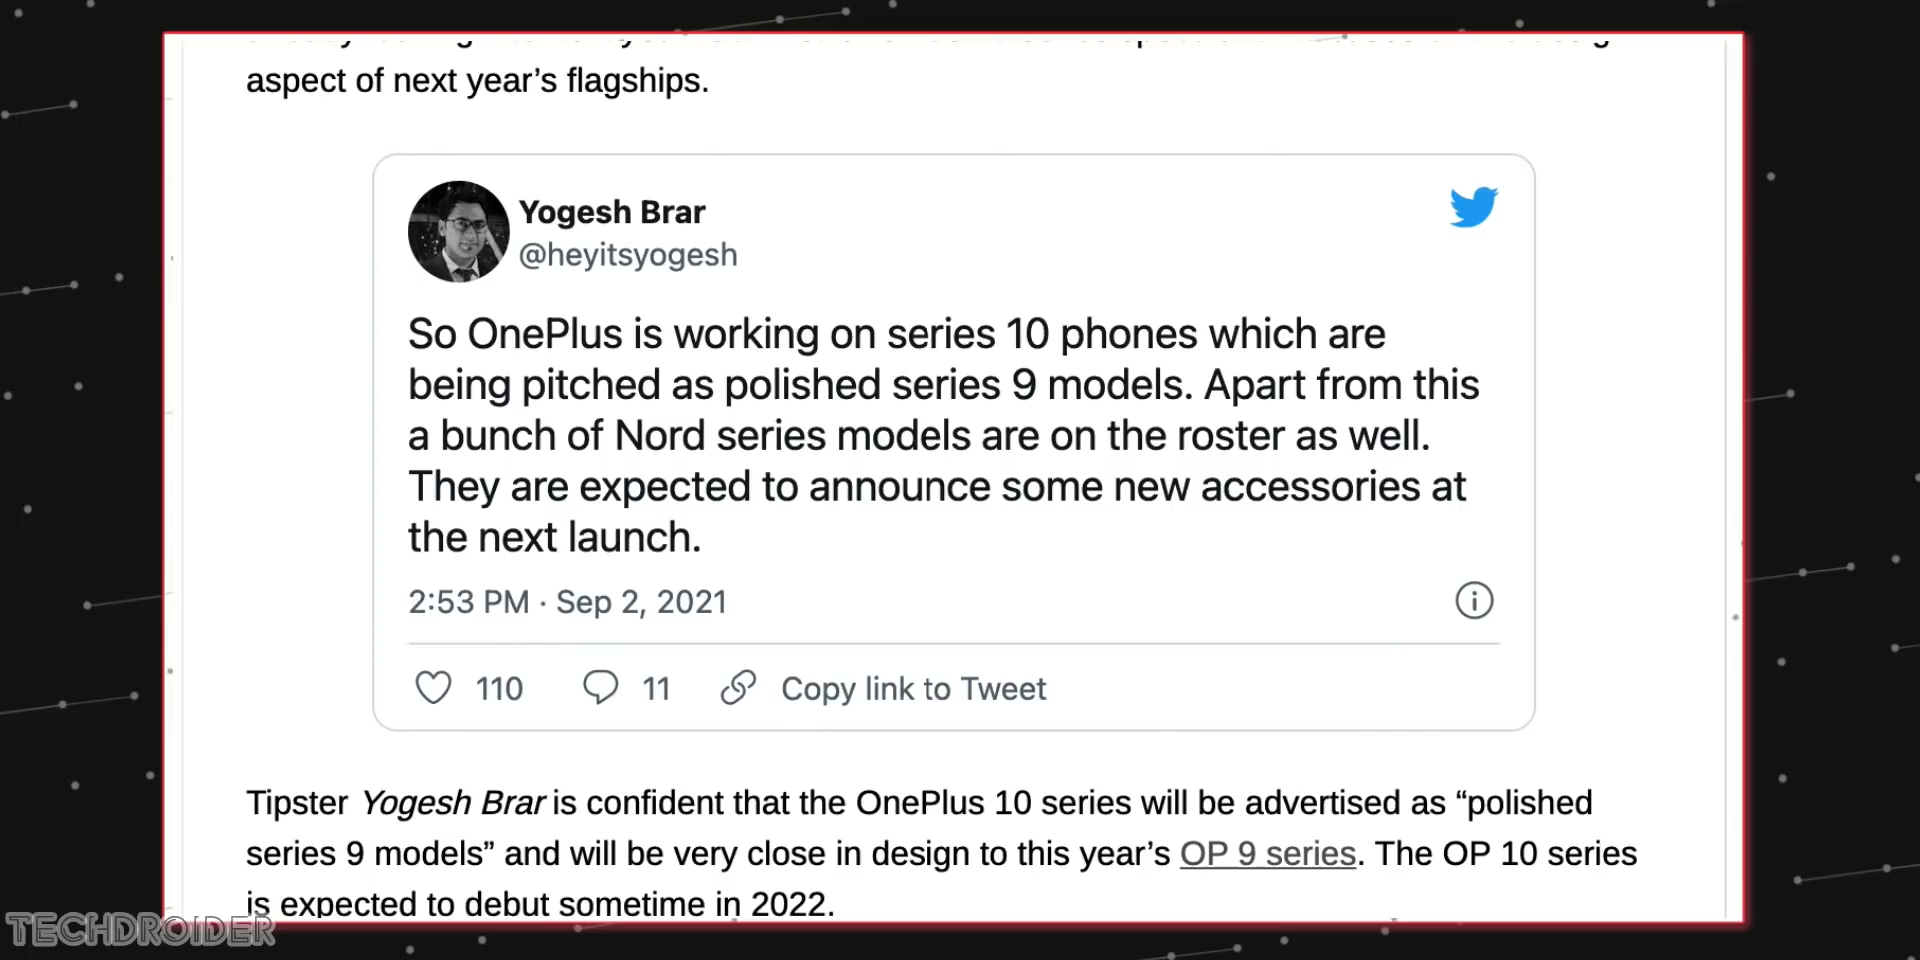 aspect of next year’s flagships.
Yogesh Brar
@heyitsyogesh
So OnePlus is working on series 10 phones which are
being pitched as polished series 9 models. Apart from this
a bunch of Nord series models are on the roster as well.
They are expected to announce some new accessories at
the next launch.
2:53 PM · Sep 2, 2021
110 11 Copy link to Tweet
Tipster Yogesh Brar is confident that the OnePlus 10 series will be advertised as “polished
series 9 models” and will be very close in design to this year’s OP 9 series. The OP 10 series
is expected to debut sometime in 2022.
TECHDROIDER